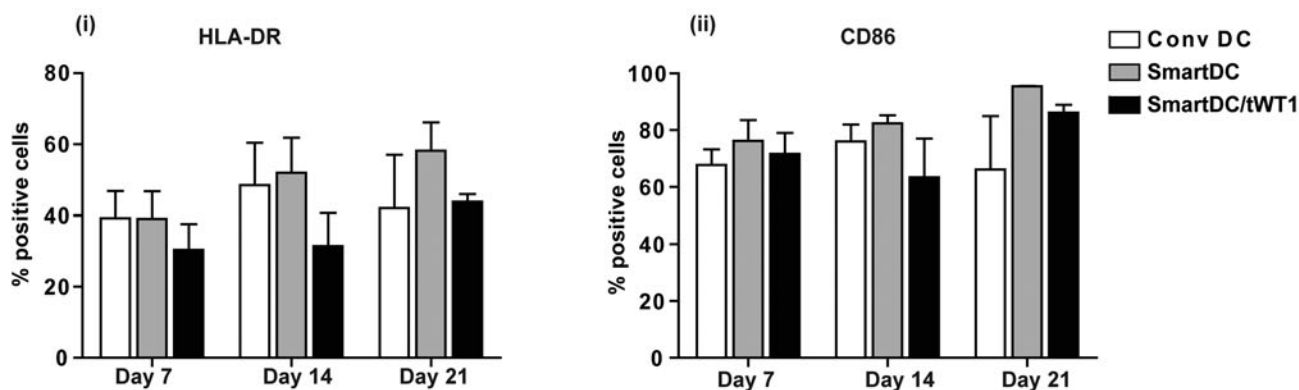 (i)
HLA-DR
% positive cells
80
60
40
20
0
Day 7 Day 14 Day 21
(ii)
CD86
% positive cells
100
80
60
40
20
0
Day 7 Day 14 Day 21
Conv DC
SmartDC
SmartDC/tWT1